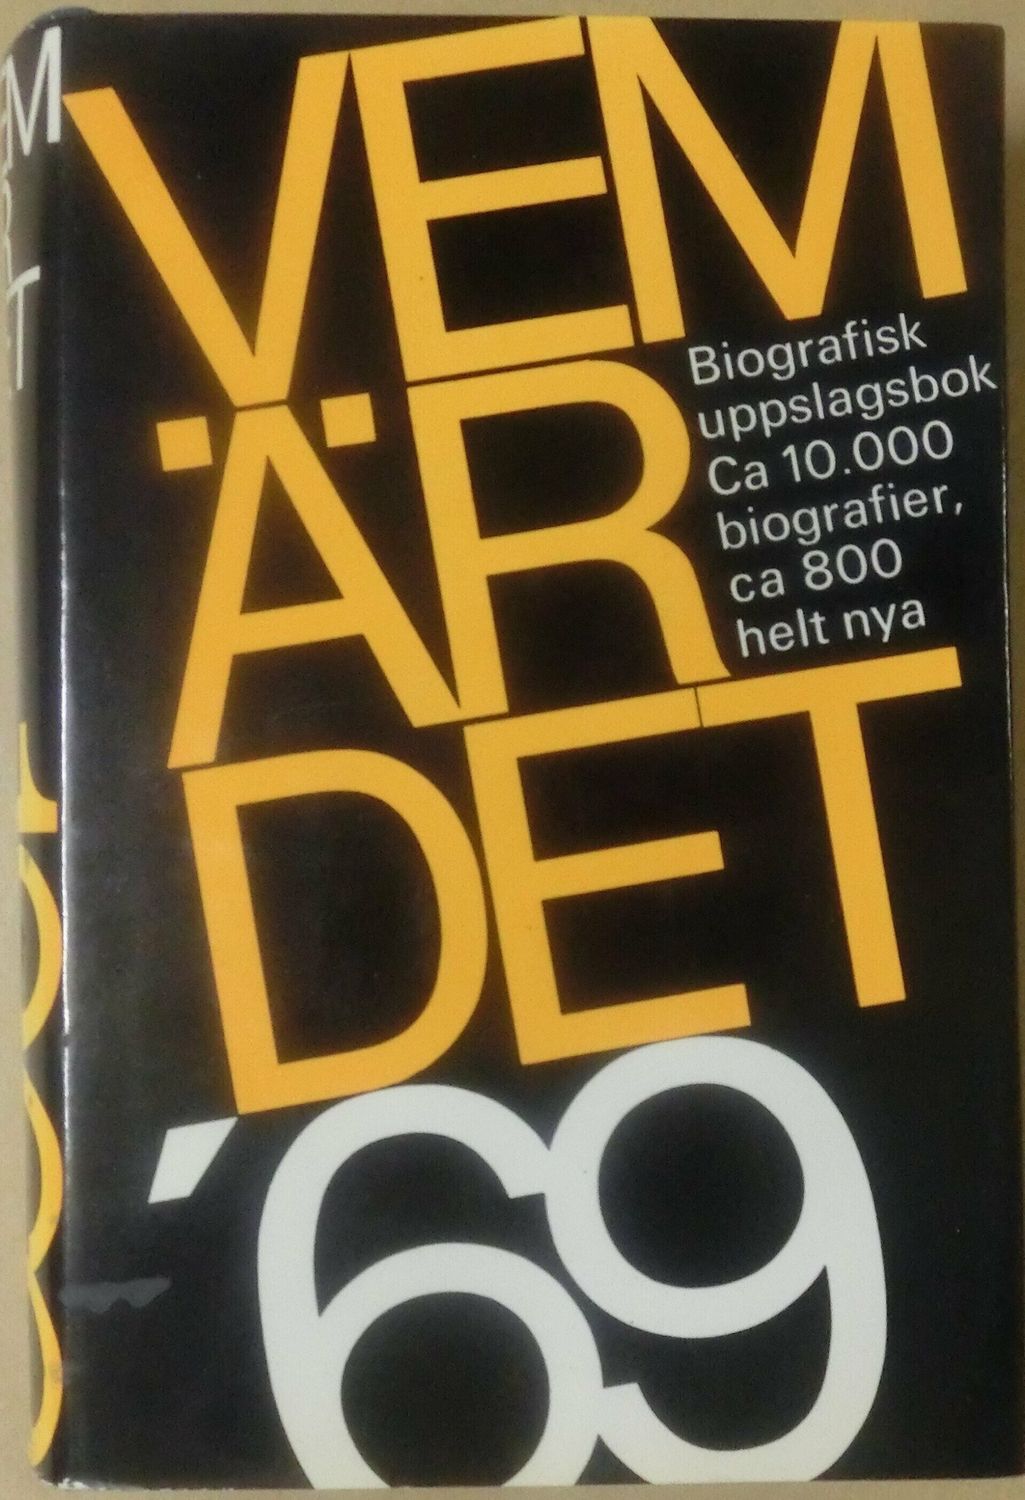 VEM
ÄR
DET
Biografisk
uppslagsbok
Ca 10.000
biografier,
ca 800
helt nya
´69